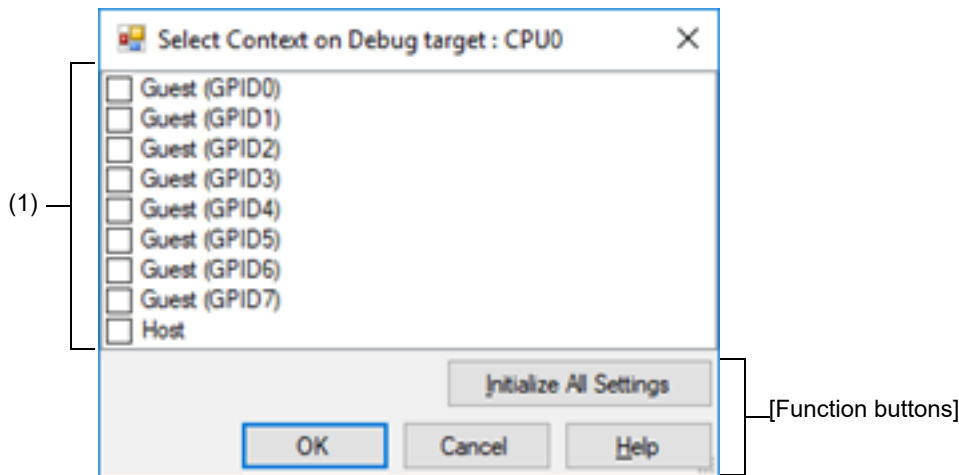 Select Context on Debug target : CPU0
Guest (GPID0)
Guest (GPID1)
Guest (GPID2)
Guest (GPID3)
Guest (GPID4)
Guest (GPID5)
Guest (GPID6)
Guest (GPID7)
Host
(1)
Initialize All Settings
[Function buttons]
OK Cancel Help